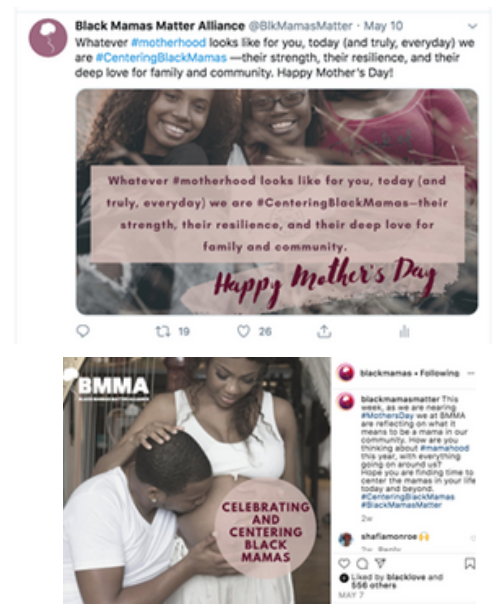 Black Mamas Matter Alliance @BlkMamasMatter · May 10
Whatever #motherhood looks like for you, today (and truly, everyday) we
are #CenteringBlackMamas —their strength, their resilience, and their
deep love for family and community. Happy Mother's Day!
Whatever #motherhood looks like for you, today (and
truly, everyday) we are #CenteringBlackMamas—their
strength, their resilience, and their deep love for
family and community.
Happy Mother's Day
19
26
BMMA
BLACK MAMAS MATTER ALLIANCE
CELEBRATING
AND
CENTERING
BLACK
MAMAS
blackmamas • Following
blackmamasmatter This
week, as we are nearing
#MothersDay we at BMMA
are reflecting on what it
means to be a mama in our
community. How are you
thinking about #mamahood
this year, with everything
going on around us?
Hope you are finding time to
center the mamas in your life
today and beyond.
#CenteringBlackMamas
#BlackMamasMatter
2w
shafiamonroe 🙌
Liked by blacklove and
556 others
MAY 7